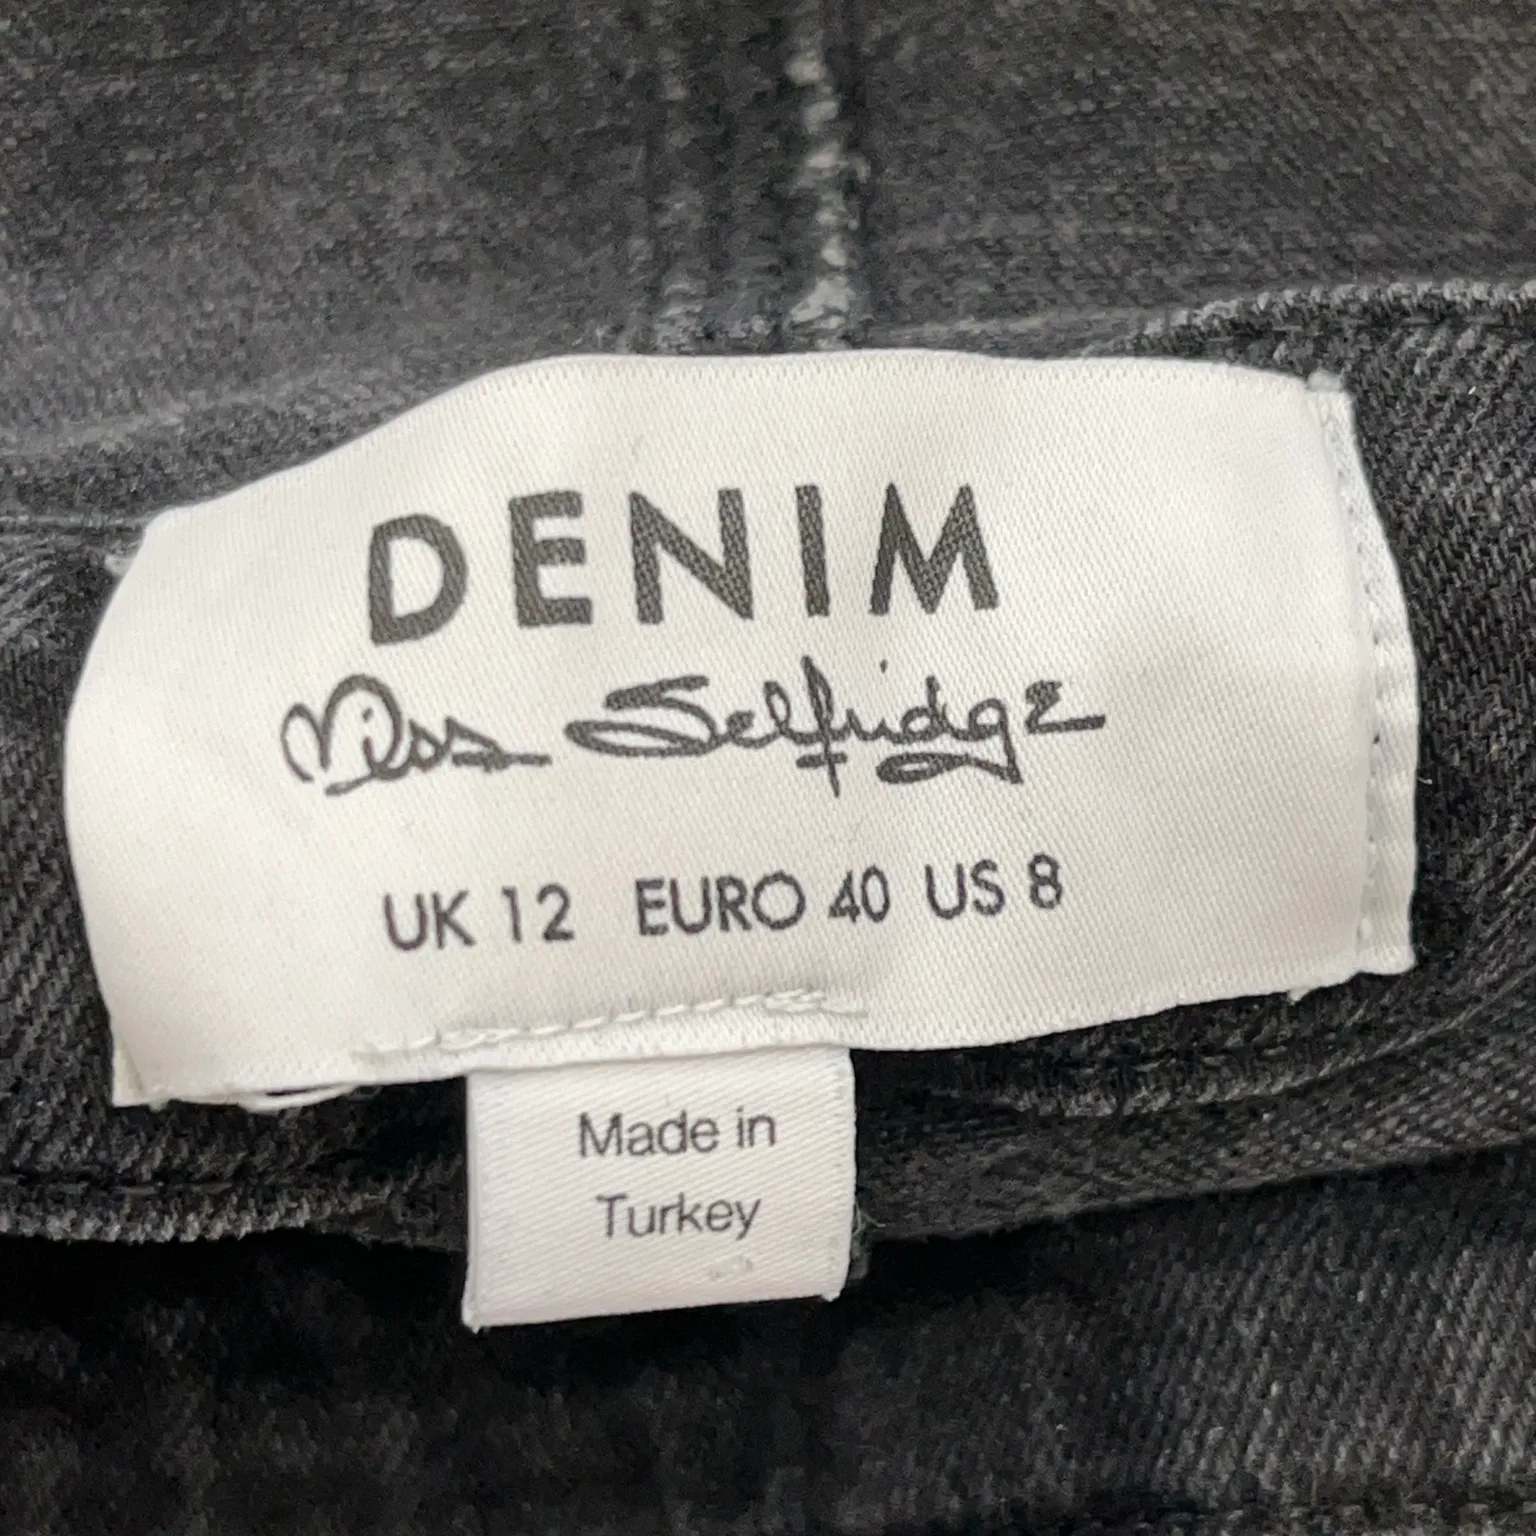 DENIM
Miss Selfridge
UK 12 EURO 40 US 8
Made in
Turkey